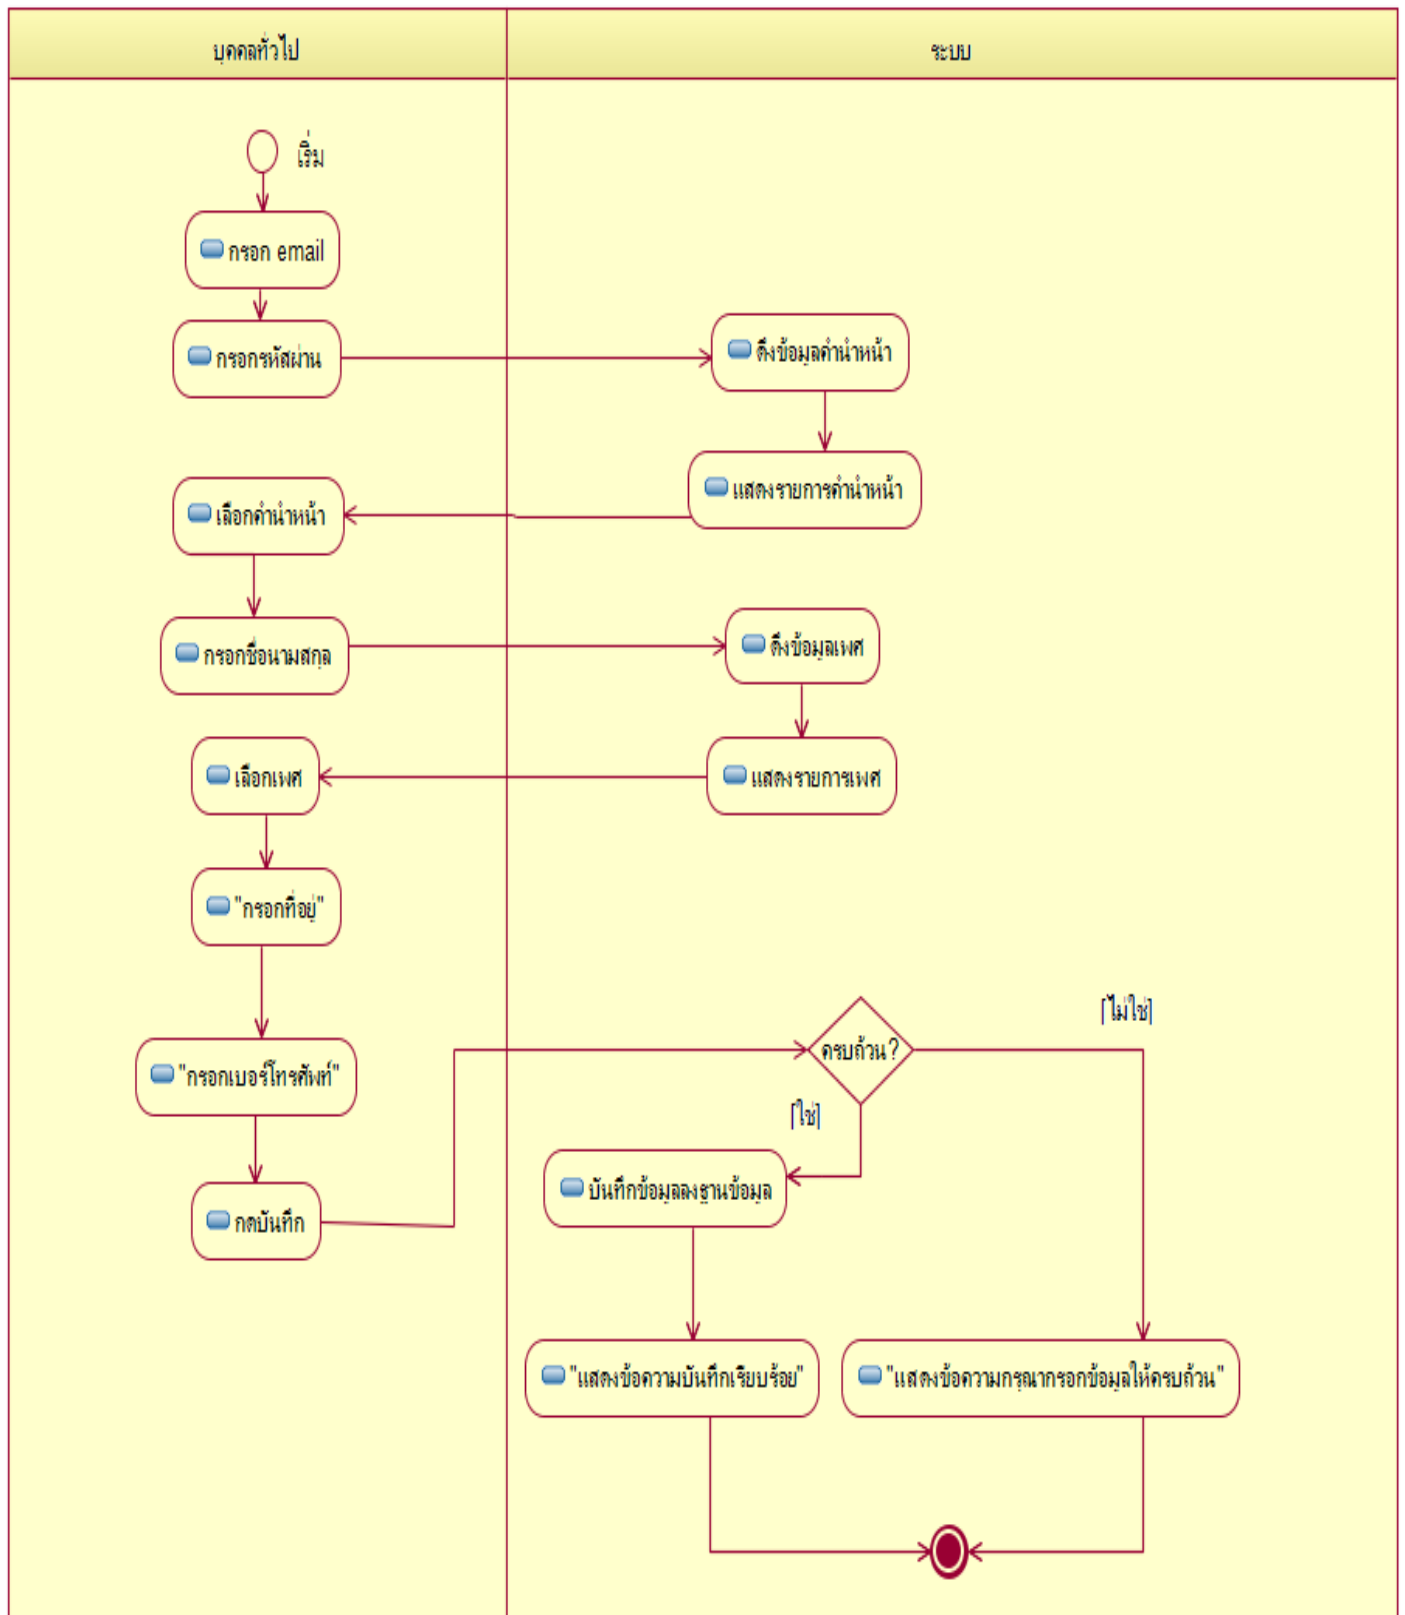 บุคคลทั่วไป
ระบบ
เริ่ม
กรอก email
กรอกรหัสผ่าน
ดึงข้อมูลคำนำหน้า
แสดงรายการคำนำหน้า
เลือกคำนำหน้า
กรอกชื่อนามสกุล
ดึงข้อมูลเพศ
เลือกเพศ
แสดงรายการเพศ
"กรอกที่อยู่"
[ไม่ใช่]
ครบถ้วน?
"กรอกเบอร์โทรศัพท์"
[ใช่]
บันทึกข้อมูลลงฐานข้อมูล
กดบันทึก
"แสดงข้อความบันทึกเรียบร้อย"
"แสดงข้อความกรุณากรอกข้อมูลให้ครบถ้วน"